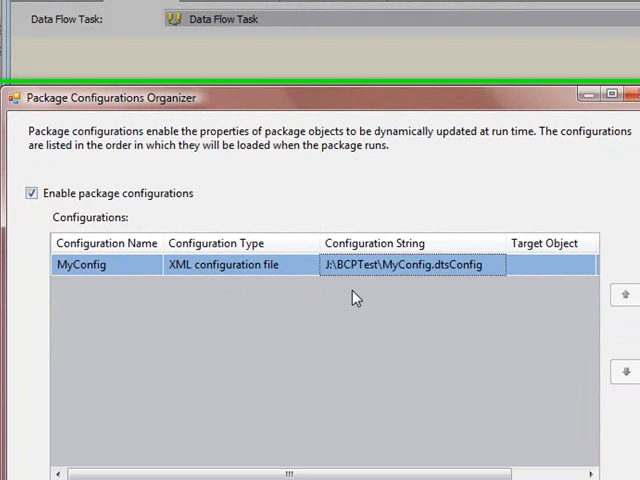 Data Flow Task:
Data Flow Task
Package Configurations Organizer
Package configurations enable the properties of package objects to be dynamically updated at run time. The configurations
are listed in the order in which they will be loaded when the package runs.
Enable package configurations
Configurations:
Configuration Name Configuration Type Configuration String Target Object
MyConfig XML configuration file J:\BCPTest\MyConfig.dtsConfig